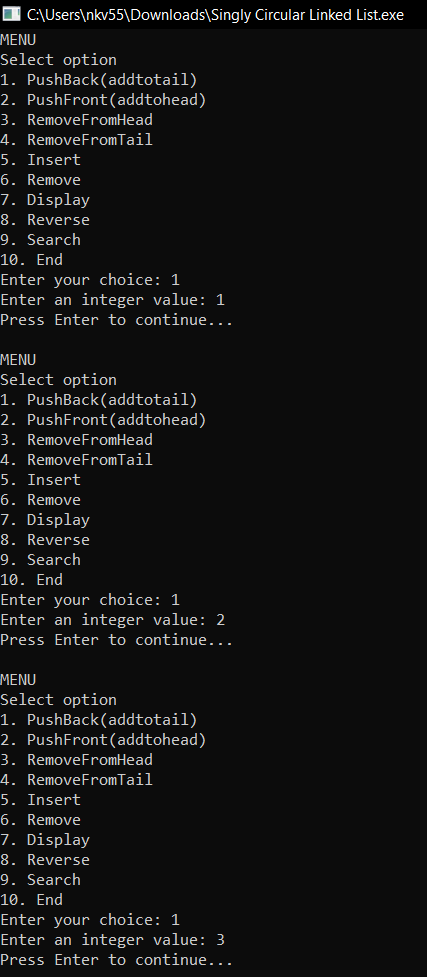 C:\Users\nkv55\Downloads\Singly Circular Linked List.exe
MENU
Select option
1. PushBack(addtotail)
2. PushFront(addtohead)
3. RemoveFromHead
4. RemoveFromTail
5. Insert
6. Remove
7. Display
8. Reverse
9. Search
10. End
Enter your choice: 1
Enter an integer value: 1
Press Enter to continue...
MENU
Select option
1. PushBack(addtotail)
2. PushFront(addtohead)
3. RemoveFromHead
4. RemoveFromTail
5. Insert
6. Remove
7. Display
8. Reverse
9. Search
10. End
Enter your choice: 1
Enter an integer value: 2
Press Enter to continue...
MENU
Select option
1. PushBack(addtotail)
2. PushFront(addtohead)
3. RemoveFromHead
4. RemoveFromTail
5. Insert
6. Remove
7. Display
8. Reverse
9. Search
10. End
Enter your choice: 1
Enter an integer value: 3
Press Enter to continue...